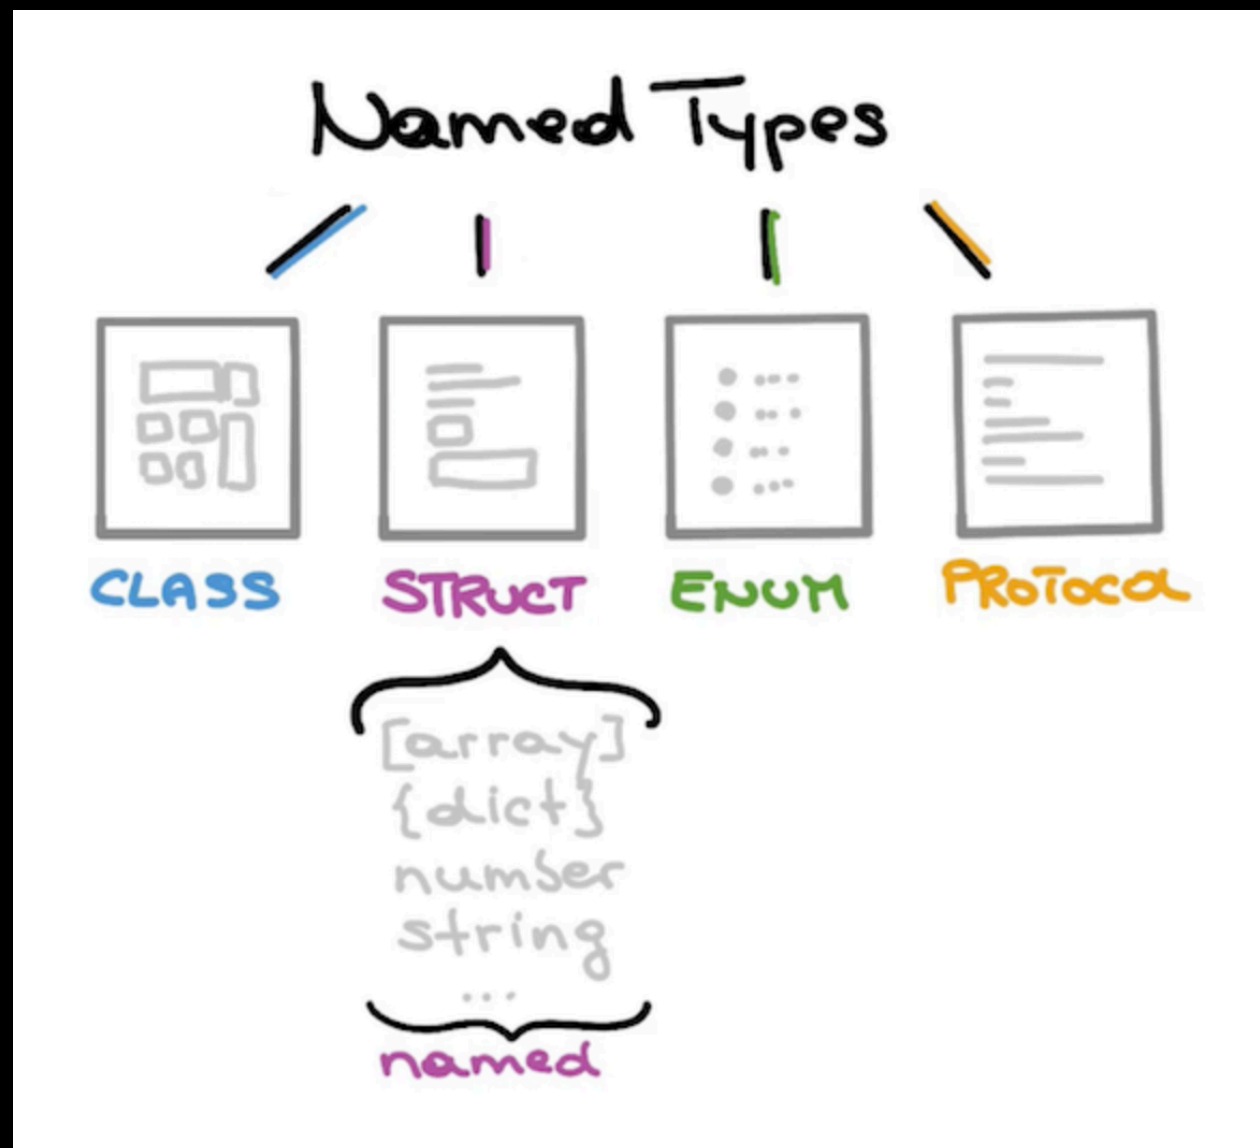 Named Types
CLASS STRUCT ENUM PROTOCOL
[array]
{dict}
number
string
...
named